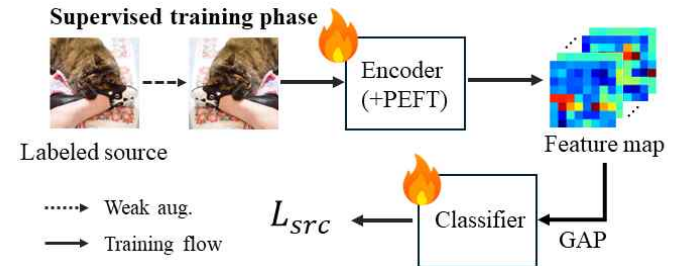 Supervised training phase
Encoder
(+PEFT)
Labeled source
Feature map
Weak aug.
Training flow
L_src
Classifier
GAP